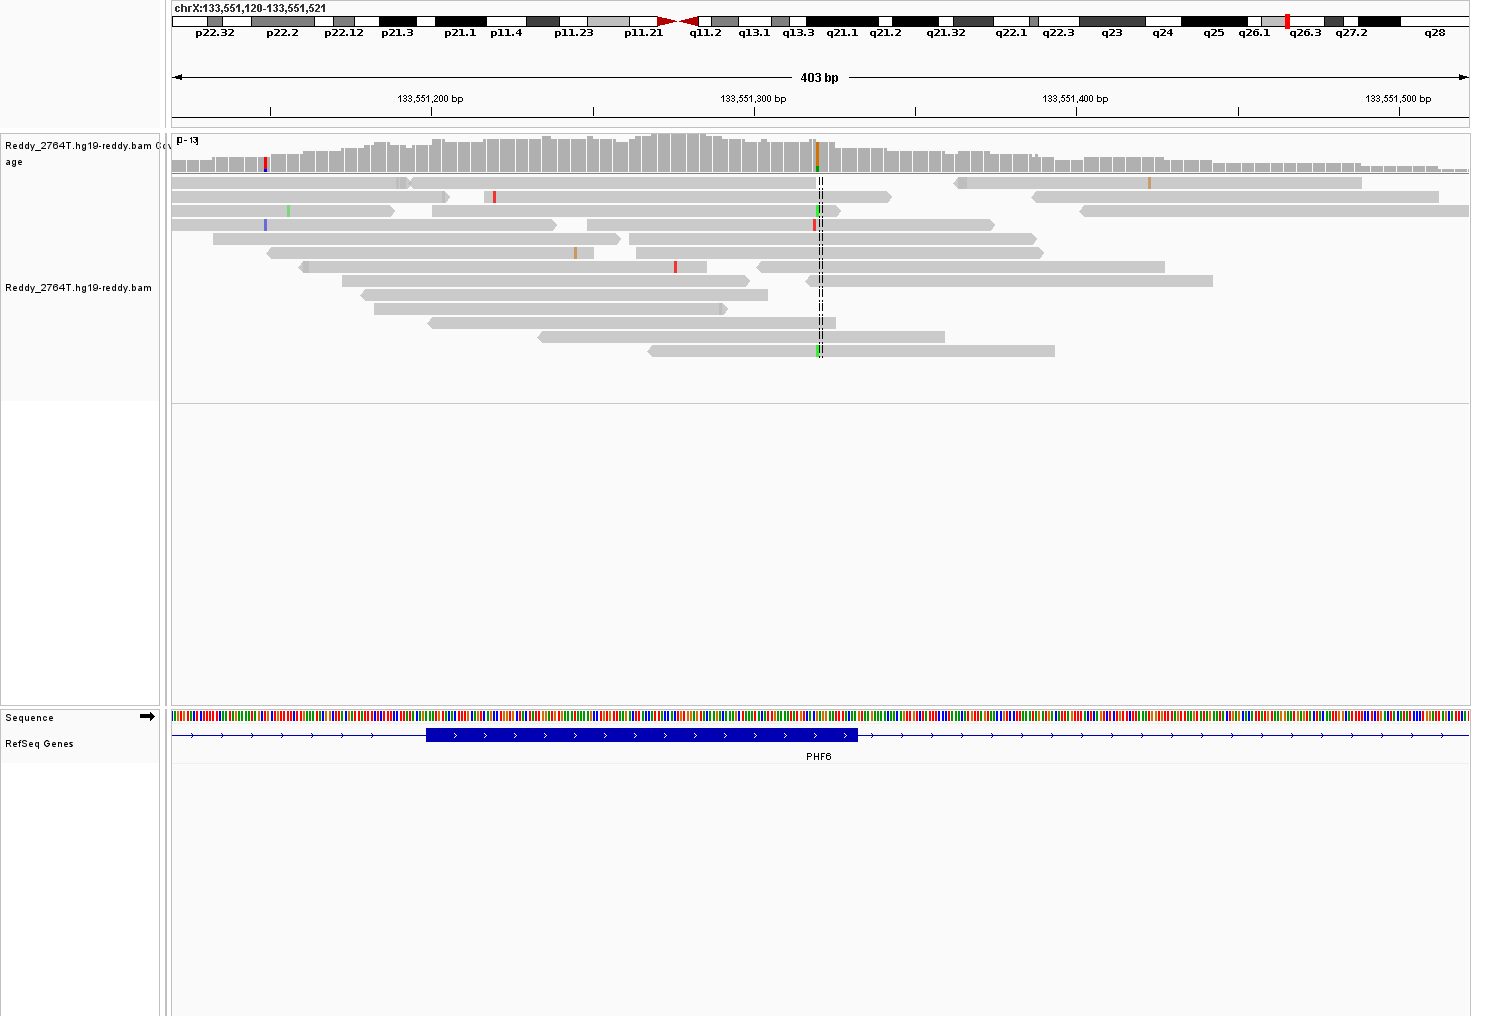 chrX:133,551,120-133,551,521
p22.32 p22.2 p22.12 p21.3 p21.1 p11.4 p11.23 p11.21 q11.2 q13.1 q13.3 q21.1 q21.2 q21.32 q22.1 q22.3 q23 q24 q25 q26.1 q26.3 q27.2 q28
403 bp
133,551,200 bp 133,551,300 bp 133,551,400 bp 133,551,500 bp
[0 - 13]
Reddy_2764T.hg19-reddy.bam Cov
age
Reddy_2764T.hg19-reddy.bam
Sequence
RefSeq Genes
PHF6